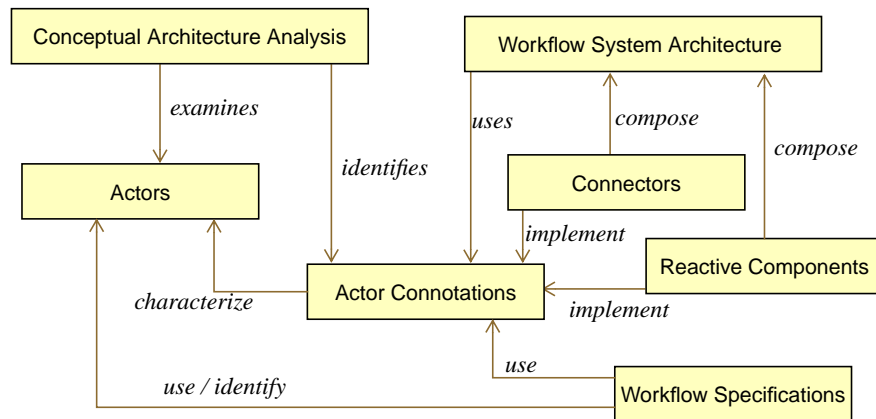 Conceptual Architecture Analysis
Workflow System Architecture
examines
uses
compose
compose
identifies
Actors
Connectors
implement
Reactive Components
Actor Connotations
characterize
implement
use
use / identify
Workflow Specifications